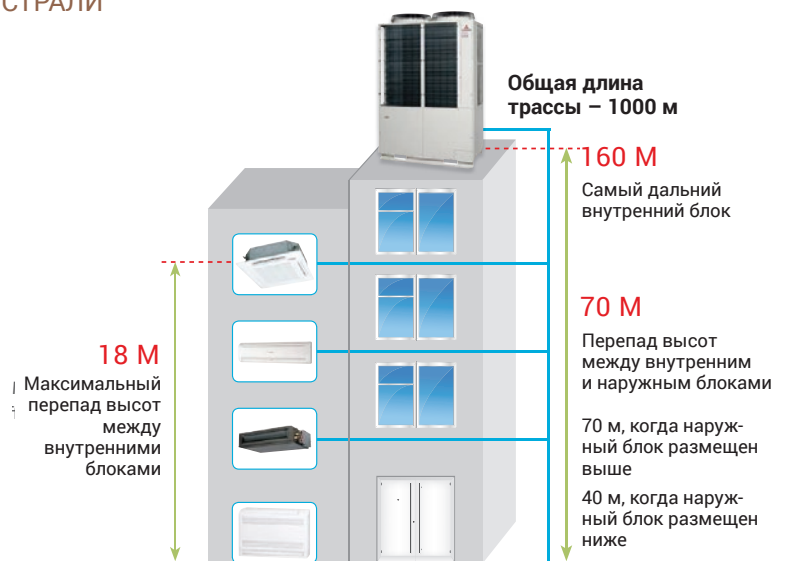 СТРАЛИ
Общая длина
трассы – 1000 м
160 М
Самый дальний
внутренний блок
70 М
Перепад высот
между внутренним
и наружным блоками
70 м, когда наруж-
ный блок размещен
выше
40 м, когда наруж-
ный блок размещен
ниже
18 М
Максимальный
перепад высот
между
внутренними
блоками